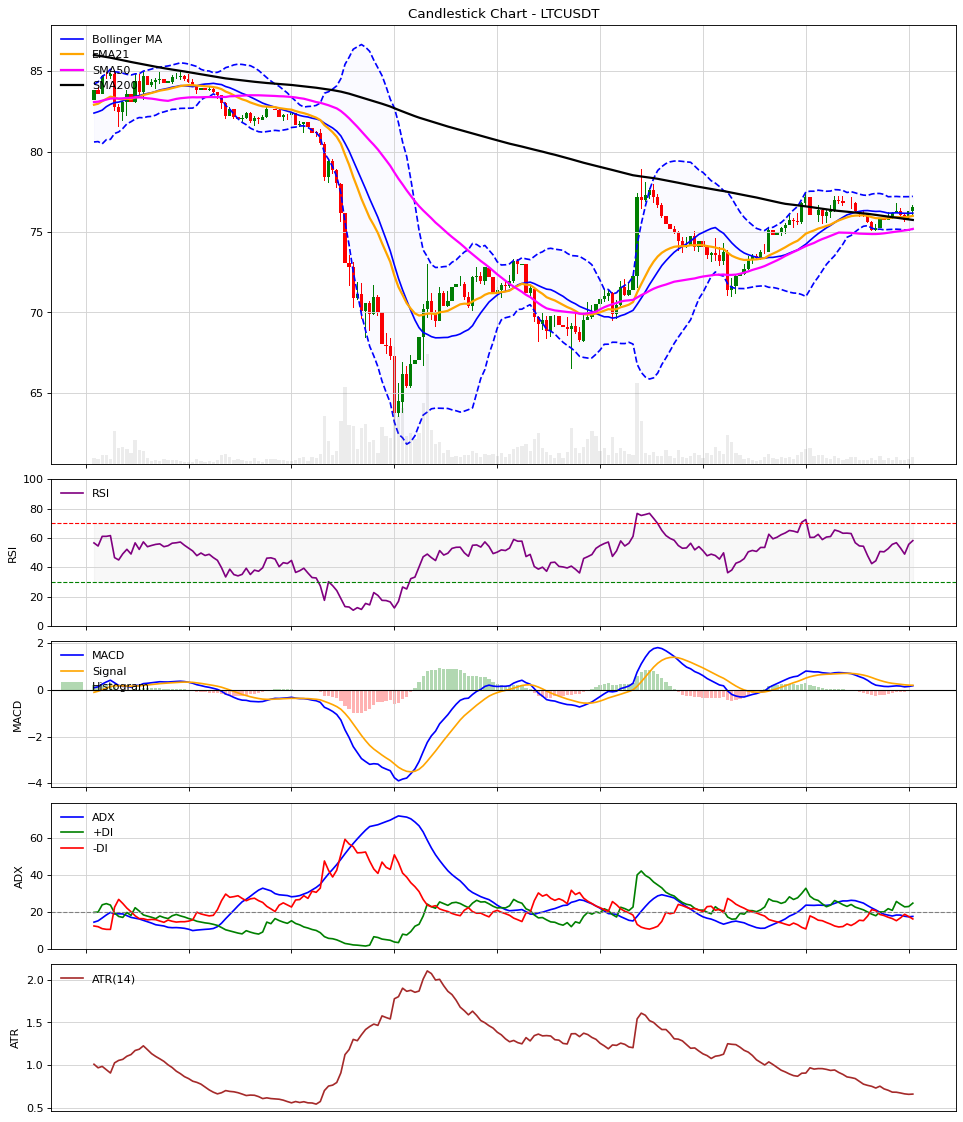 Candlestick Chart - LTCUSDT
Bollinger MA
EMA21
SMA50
SMA200
85
80
75
70
65
RSI
100
80
60
40
20
0
RSI
MACD
Signal
Histogram
2
0
−2
−4
MACD
ADX
+DI
-DI
60
40
20
0
ADX
ATR(14)
2.0
1.5
1.0
0.5
ATR